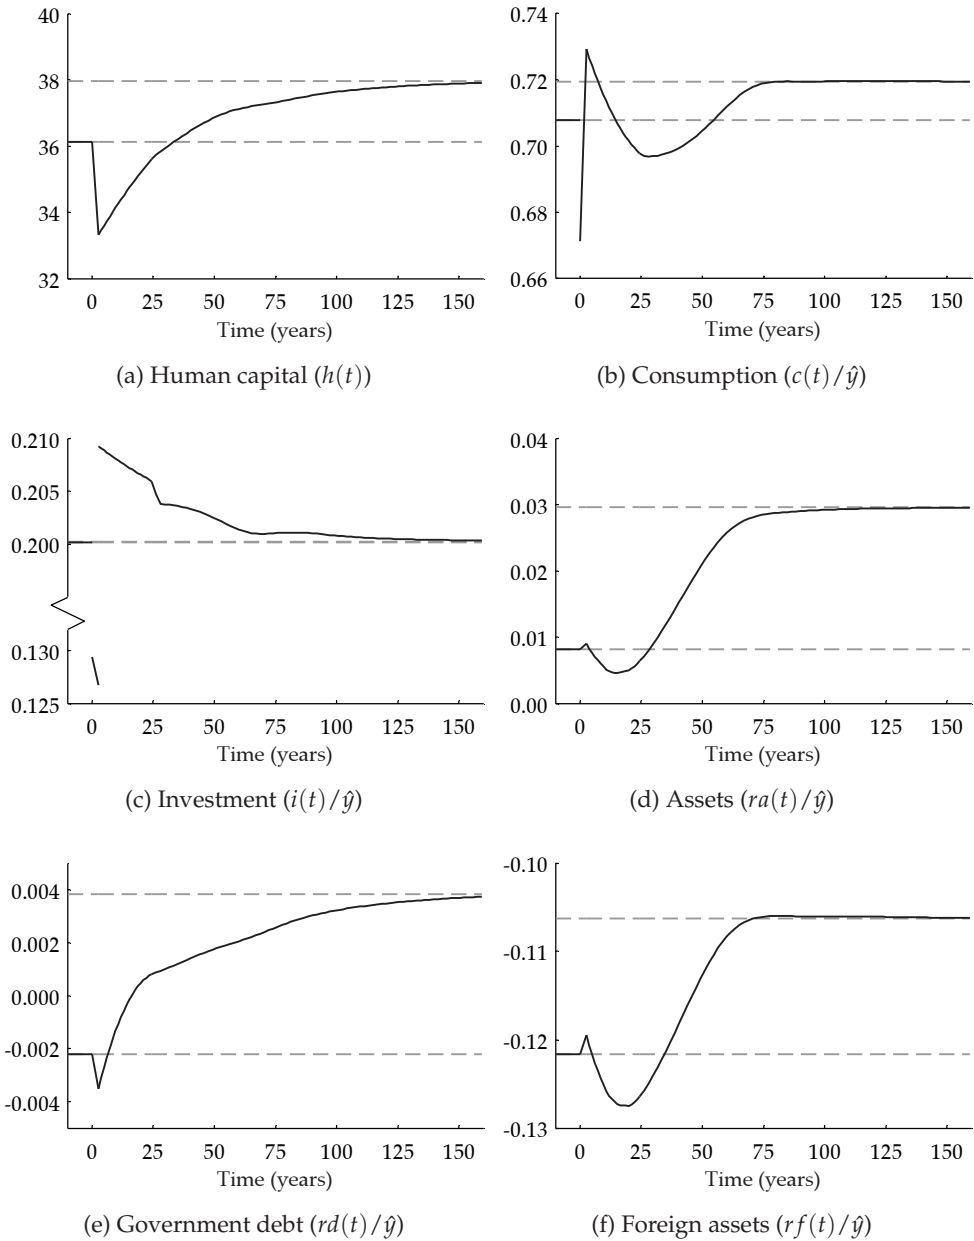 40
38
36
34
32
0 25 50 75 100 125 150
Time (years)
(a) Human capital (h(t))
0.74
0.72
0.70
0.68
0.66
0 25 50 75 100 125 150
Time (years)
(b) Consumption (c(t)/ŷ)
0.210
0.205
0.200
0.130
0.125
0 25 50 75 100 125 150
Time (years)
(c) Investment (i(t)/ŷ)
0.04
0.03
0.02
0.01
0.00
0 25 50 75 100 125 150
Time (years)
(d) Assets (ra(t)/ŷ)
0.004
0.002
0.000
-0.002
-0.004
0 25 50 75 100 125 150
Time (years)
(e) Government debt (rd(t)/ŷ)
-0.10
-0.11
-0.12
-0.13
0 25 50 75 100 125 150
Time (years)
(f) Foreign assets (rf(t)/ŷ)